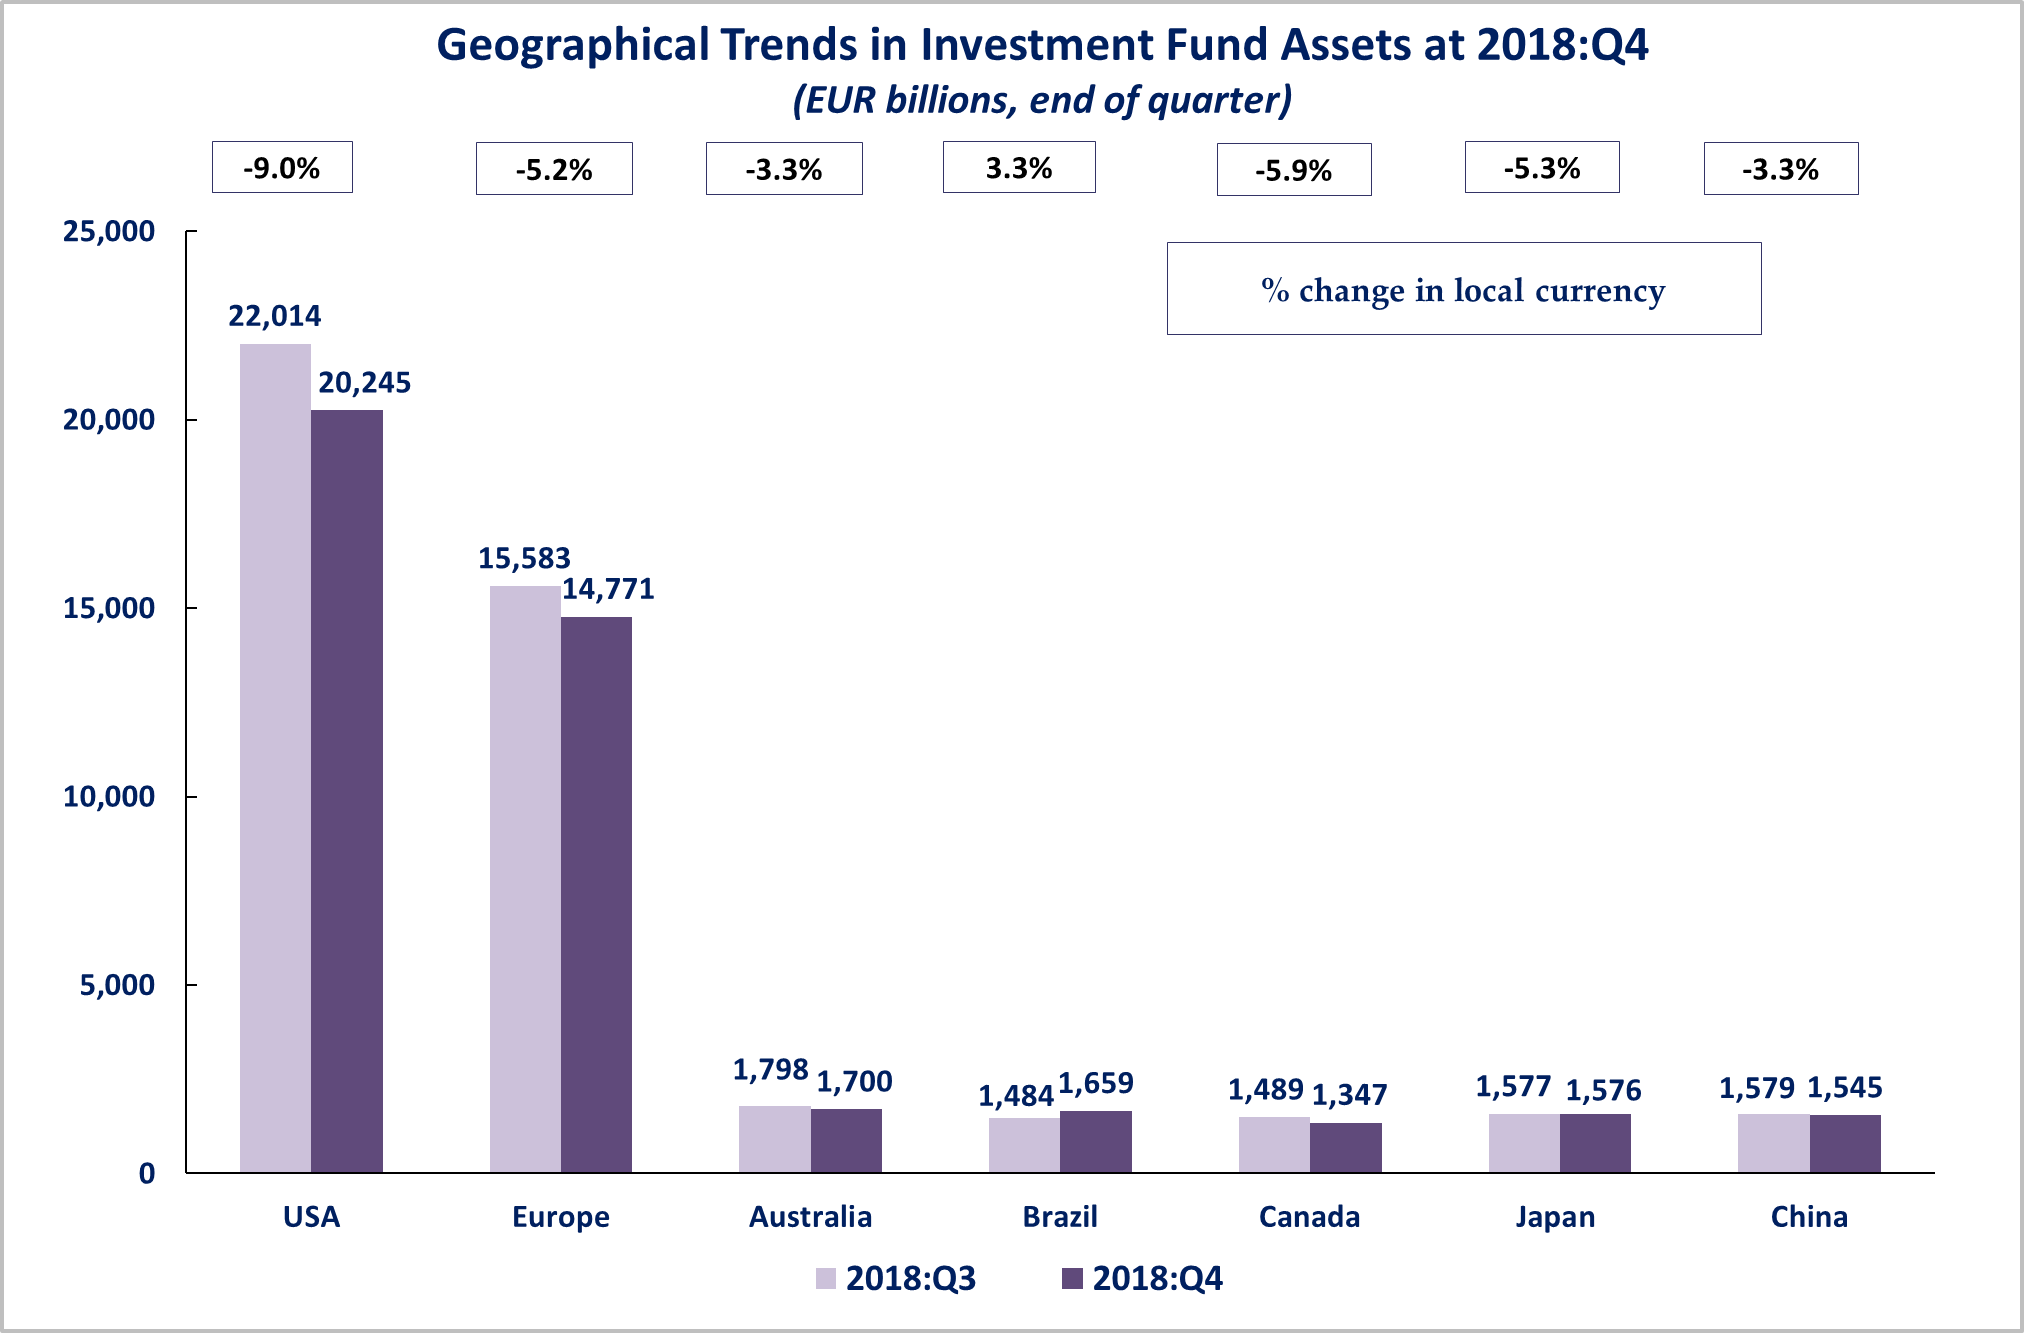 Geographical Trends in Investment Fund Assets at 2018:Q4
(EUR billions, end of quarter)
-9.0% -5.2% -3.3% 3.3% -5.9% -5.3% -3.3%
% change in local currency
25,000
20,000
15,000
10,000
5,000
0
22,014 20,245
15,583 14,771
1,798 1,700
1,484 1,659
1,489 1,347
1,577 1,576
1,579 1,545
USA Europe Australia Brazil Canada Japan China
2018:Q3 2018:Q4